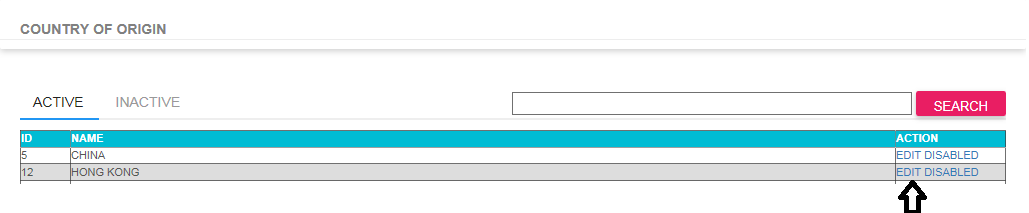 COUNTRY OF ORIGIN
ACTIVE INACTIVE SEARCH
ID NAME ACTION
5 CHINA EDIT DISABLED
12 HONG KONG EDIT DISABLED